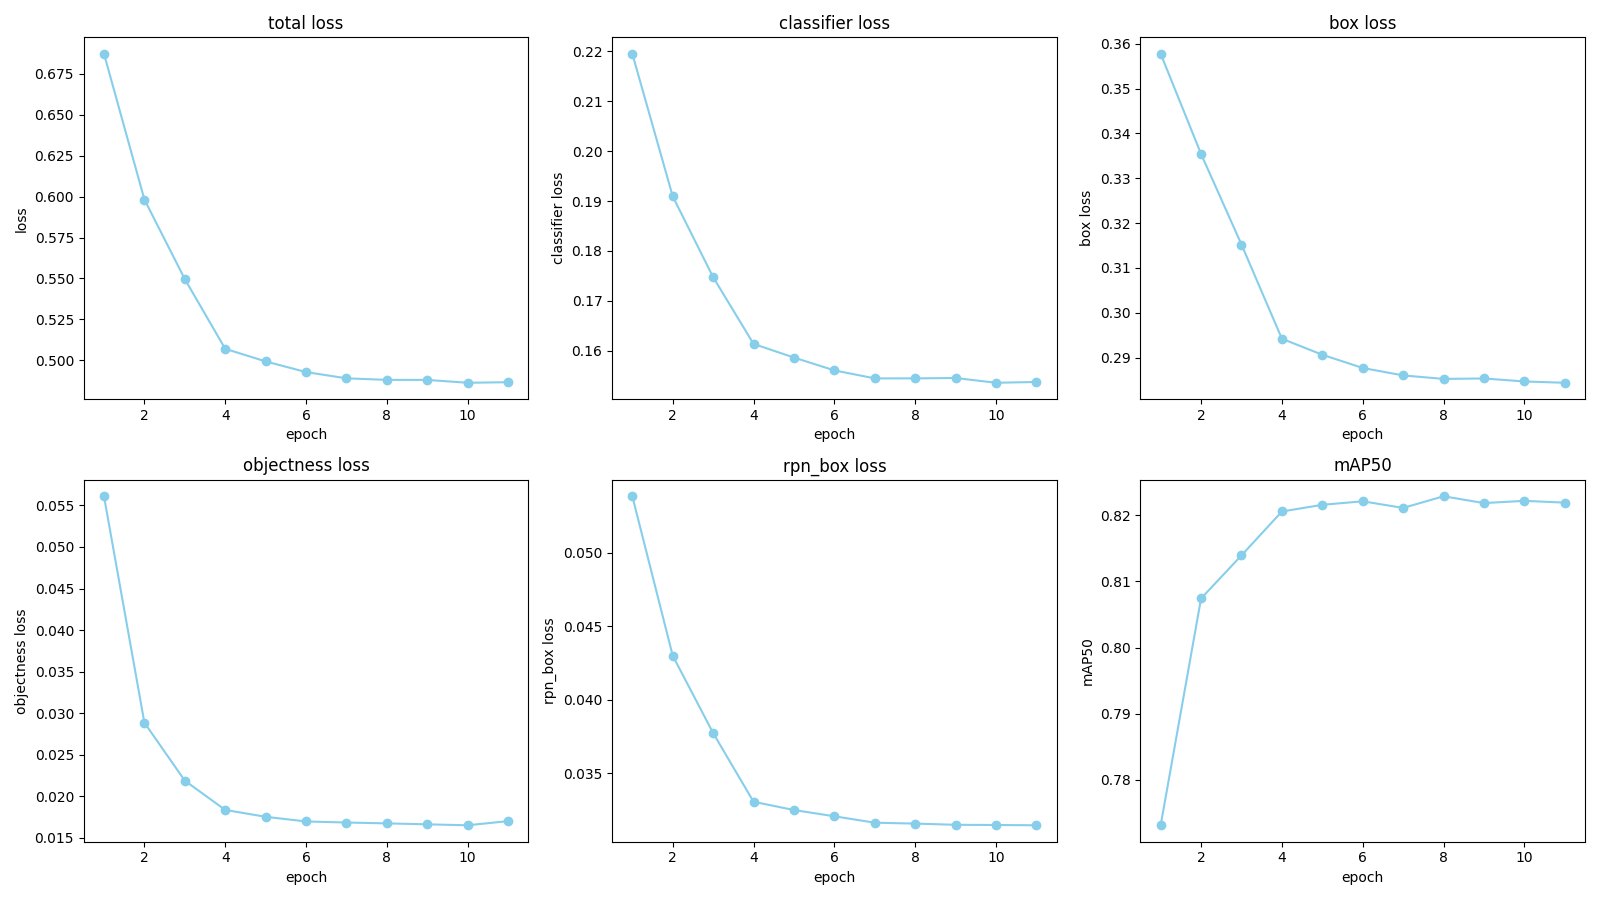 total loss
loss
0.675
0.650
0.625
0.600
0.575
0.550
0.525
0.500
2 4 6 8 10
epoch
classifier loss
classifier loss
0.22
0.21
0.20
0.19
0.18
0.17
0.16
2 4 6 8 10
epoch
box loss
box loss
0.36
0.35
0.34
0.33
0.32
0.31
0.30
0.29
2 4 6 8 10
epoch
objectness loss
objectness loss
0.055
0.050
0.045
0.040
0.035
0.030
0.025
0.020
0.015
2 4 6 8 10
epoch
rpn_box loss
rpn_box loss
0.050
0.045
0.040
0.035
2 4 6 8 10
epoch
mAP50
mAP50
0.82
0.81
0.80
0.79
0.78
2 4 6 8 10
epoch